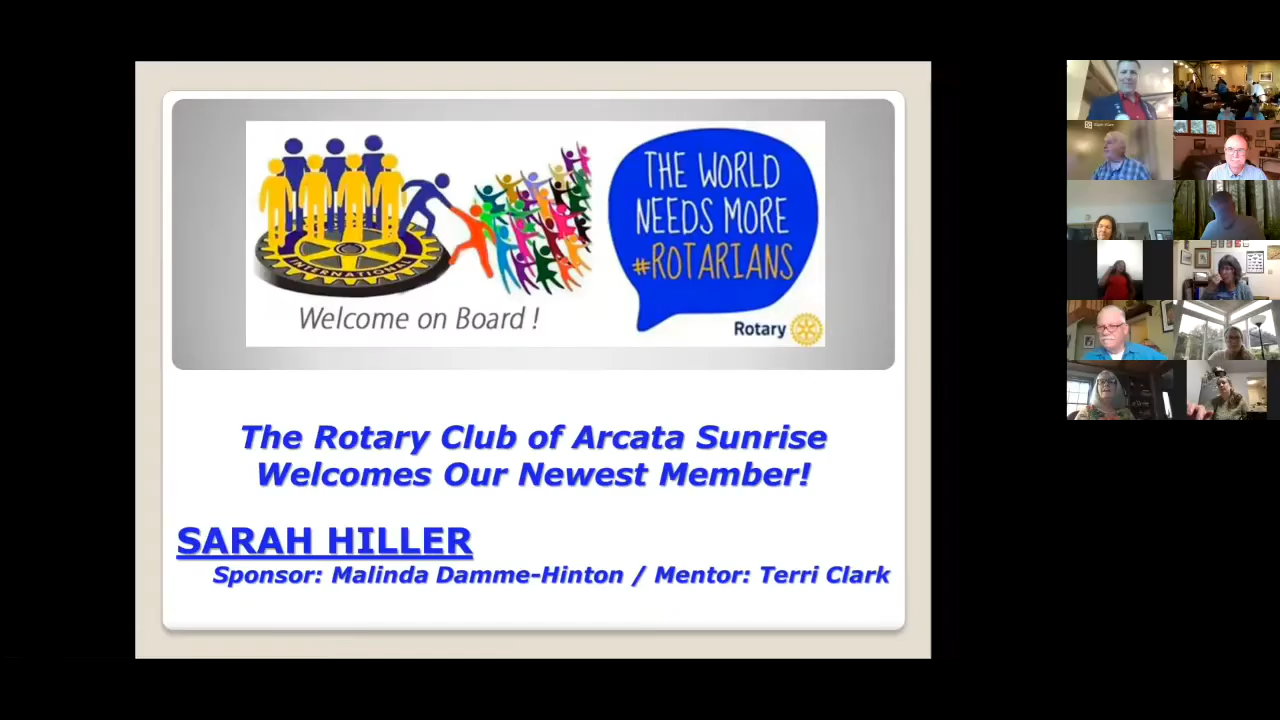 INTERNATIONAL
Welcome on Board !
THE WORLD
NEEDS MORE
#ROTARIANS
Rotary
The Rotary Club of Arcata Sunrise
Welcomes Our Newest Member!
SARAH HILLER
Sponsor: Malinda Damme-Hinton / Mentor: Terri Clark